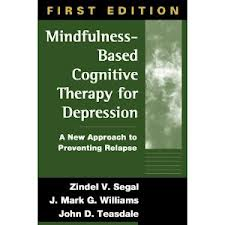 FIRST EDITION
Mindfulness-
Based
Cognitive
Therapy for
Depression
A New Approach to
Preventing Relapse
Zindel V. Segal
J. Mark G. Williams
John D. Teasdale